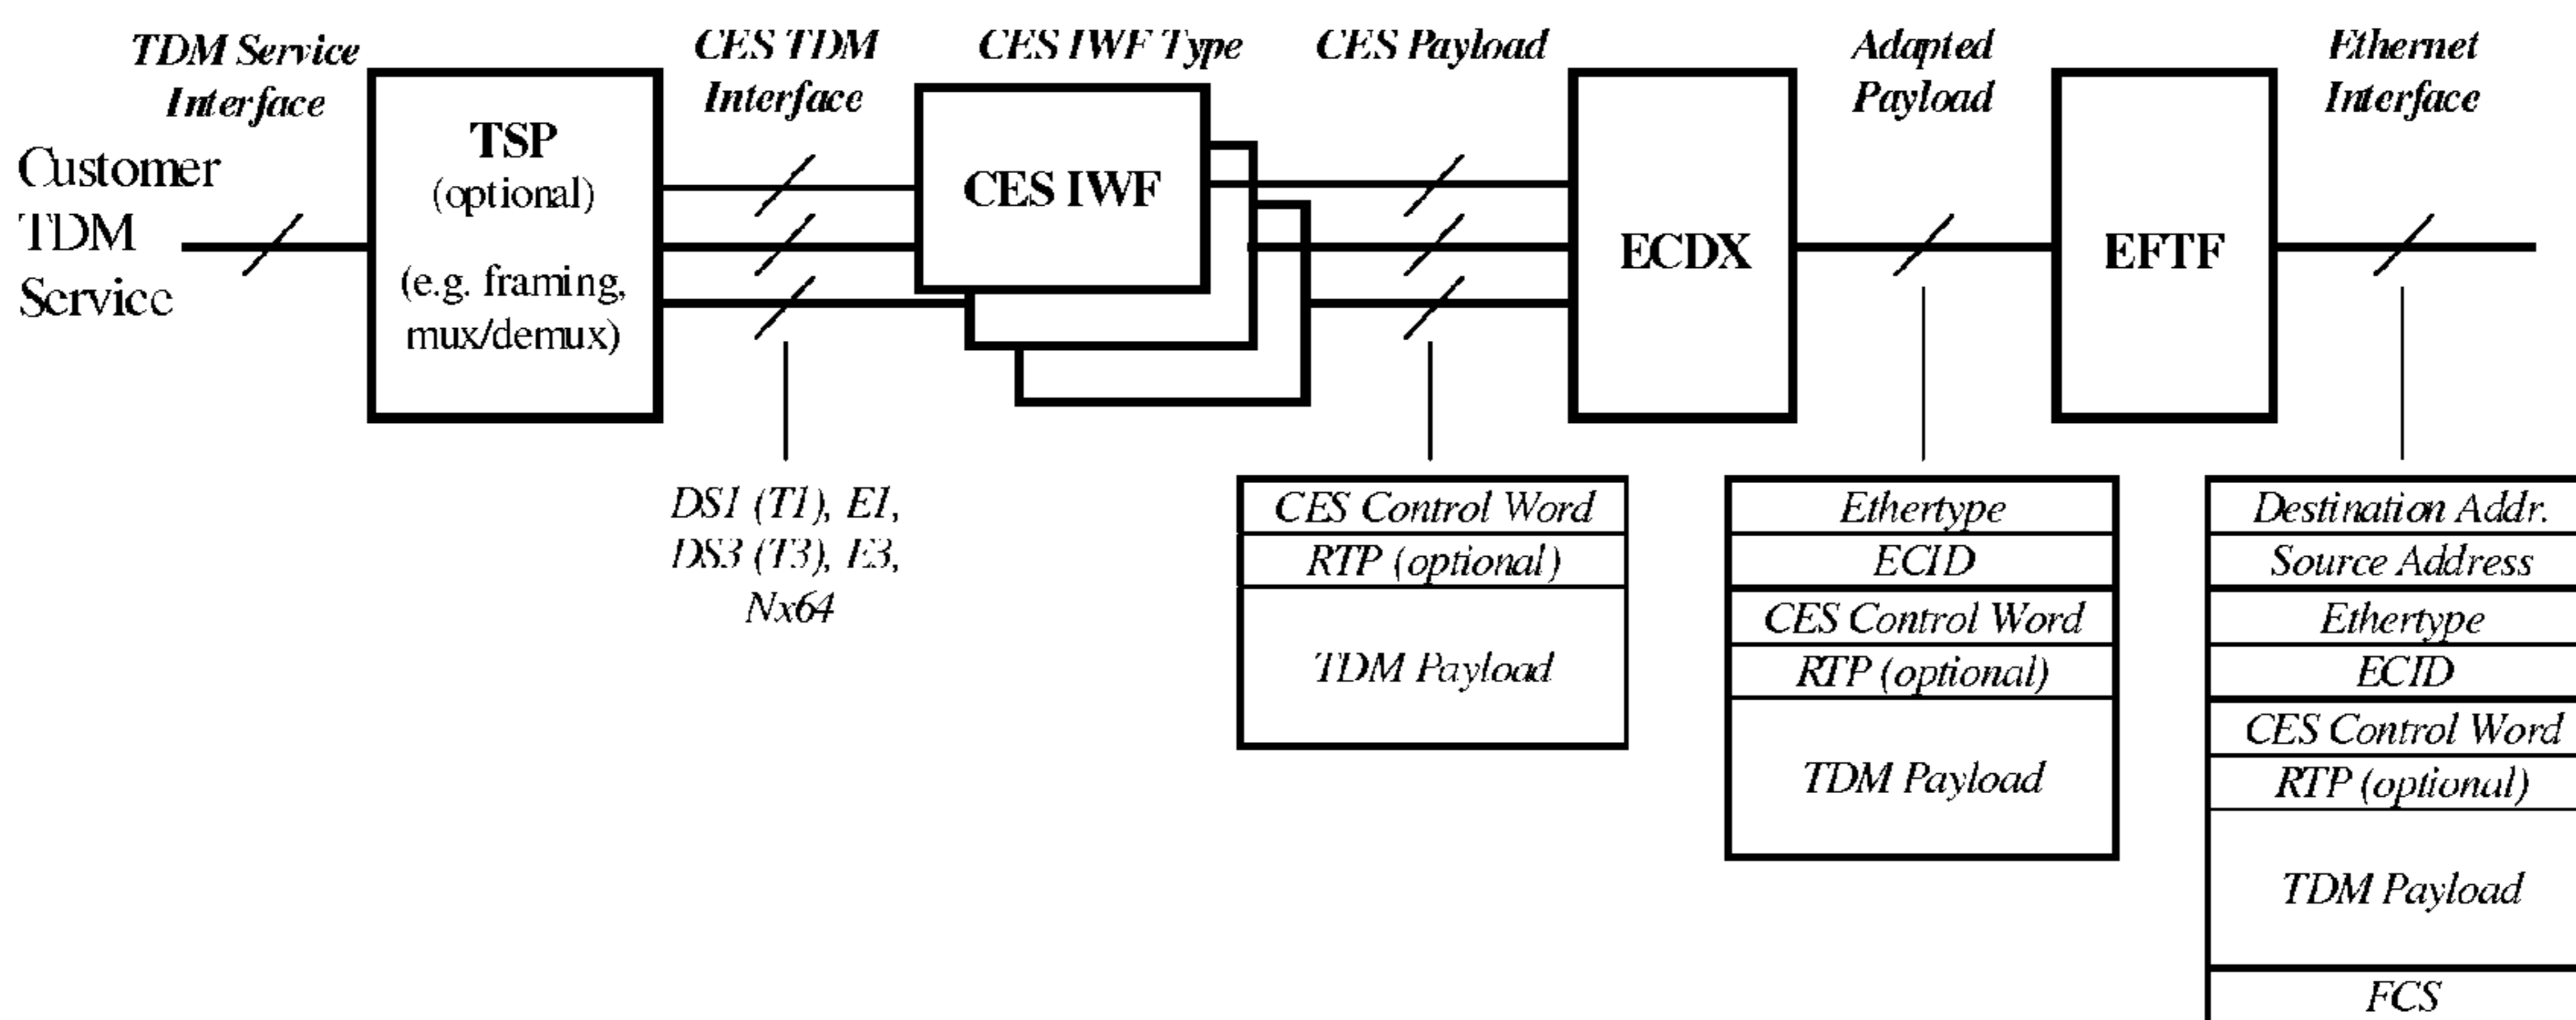 TDM Service
Interface
CES TDM
Interface
CES IWF Type
CES Payload
Adapted
Payload
Ethernet
Interface
Customer
TDM
Service
TSP
(optional)
(e.g. framing,
mux/demux)
CES IWF
ECDX
EFTF
DS1 (T1), E1,
DS3 (T3), E3,
Nx64
CES Control Word
RTP (optional)
TDM Payload
Ethertype
ECID
CES Control Word
RTP (optional)
TDM Payload
Destination Addr.
Source Address
Ethertype
ECID
CES Control Word
RTP (optional)
TDM Payload
FCS